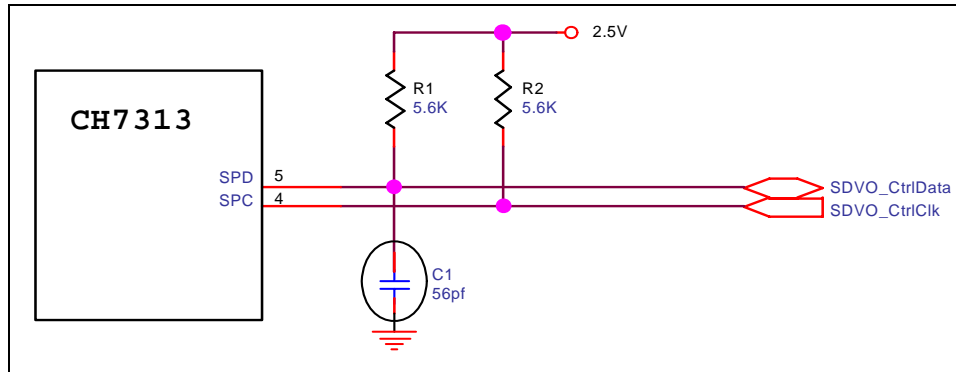 2.5V
R1
5.6K
R2
5.6K
CH7313
SPD 5
SPC 4
SDVO_CtrlData
SDVO_CtrlClk
C1
56pf